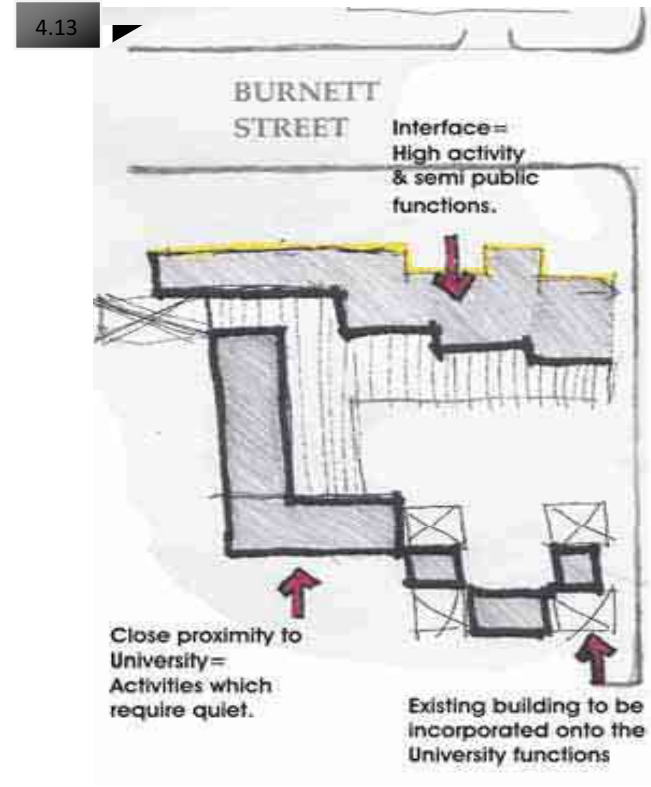 4.13
BURNETT
STREET
Interface=
High activity
& semi public
functions.
Close proximity to
University=
Activities which
require quiet.
Existing building to be
incorporated onto the
University functions